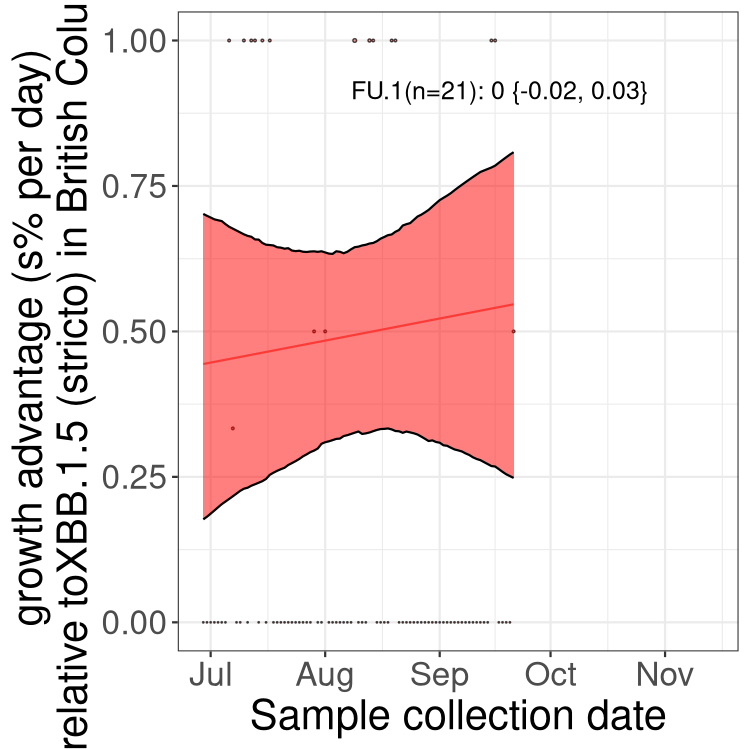 growth advantage (s% per day)
relative toXBB.1.5 (stricto) in British Colu
1.00
0.75
0.50
0.25
0.00
FU.1(n=21): 0 {-0.02, 0.03}
Jul Aug Sep Oct Nov
Sample collection date